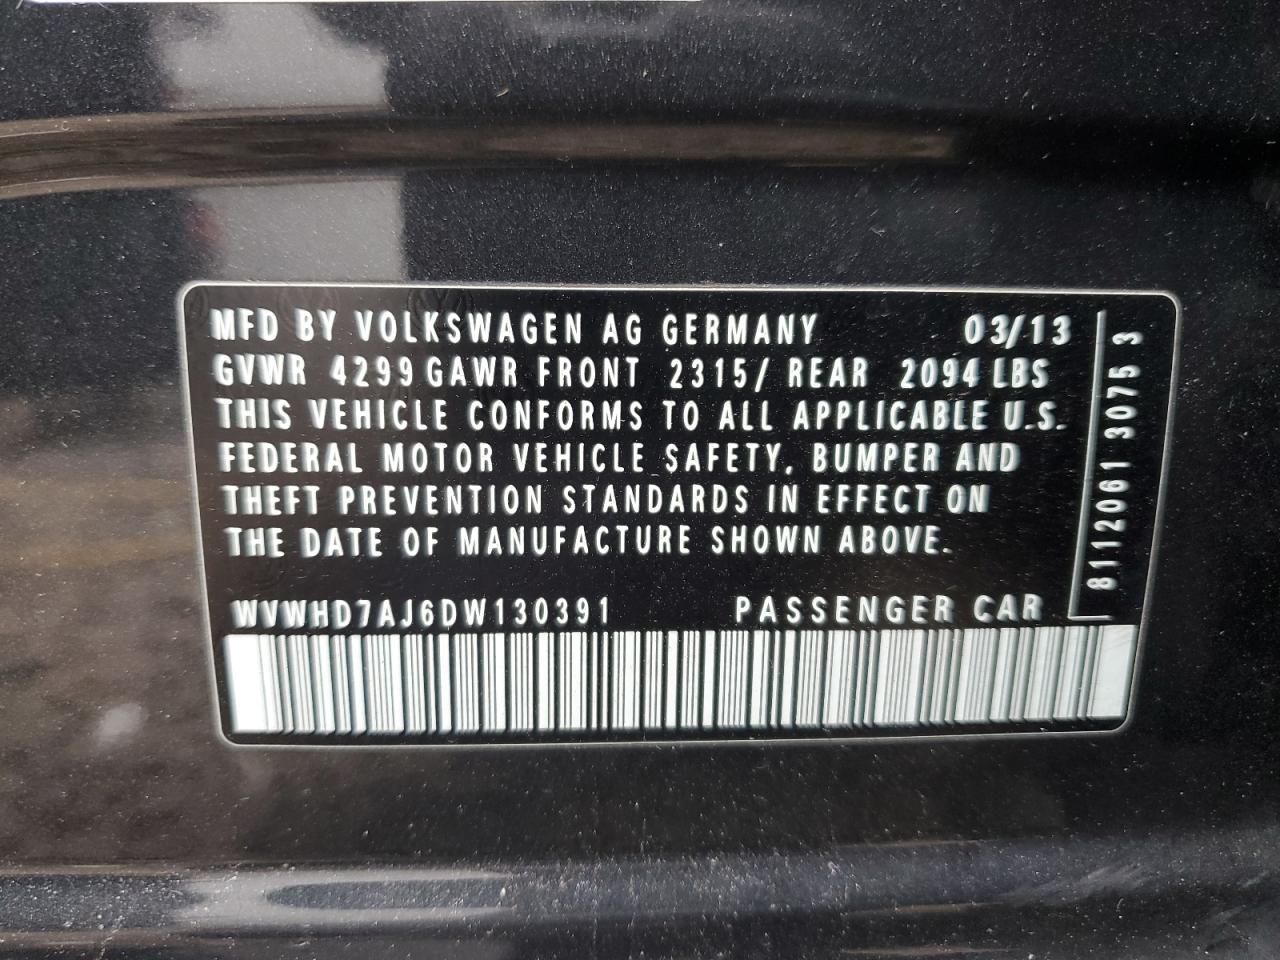 MFD BY VOLKSWAGEN AG GERMANY 03/13
GVWR 4299 GAWR FRONT 2315/ REAR 2094 LBS
THIS VEHICLE CONFORMS TO ALL APPLICABLE U.S.
FEDERAL MOTOR VEHICLE SAFETY, BUMPER AND
THEFT PREVENTION STANDARDS IN EFFECT ON
THE DATE OF MANUFACTURE SHOWN ABOVE.
WVWHD7AJ6DW130391 PASSENGER CAR
8112061 3075 3